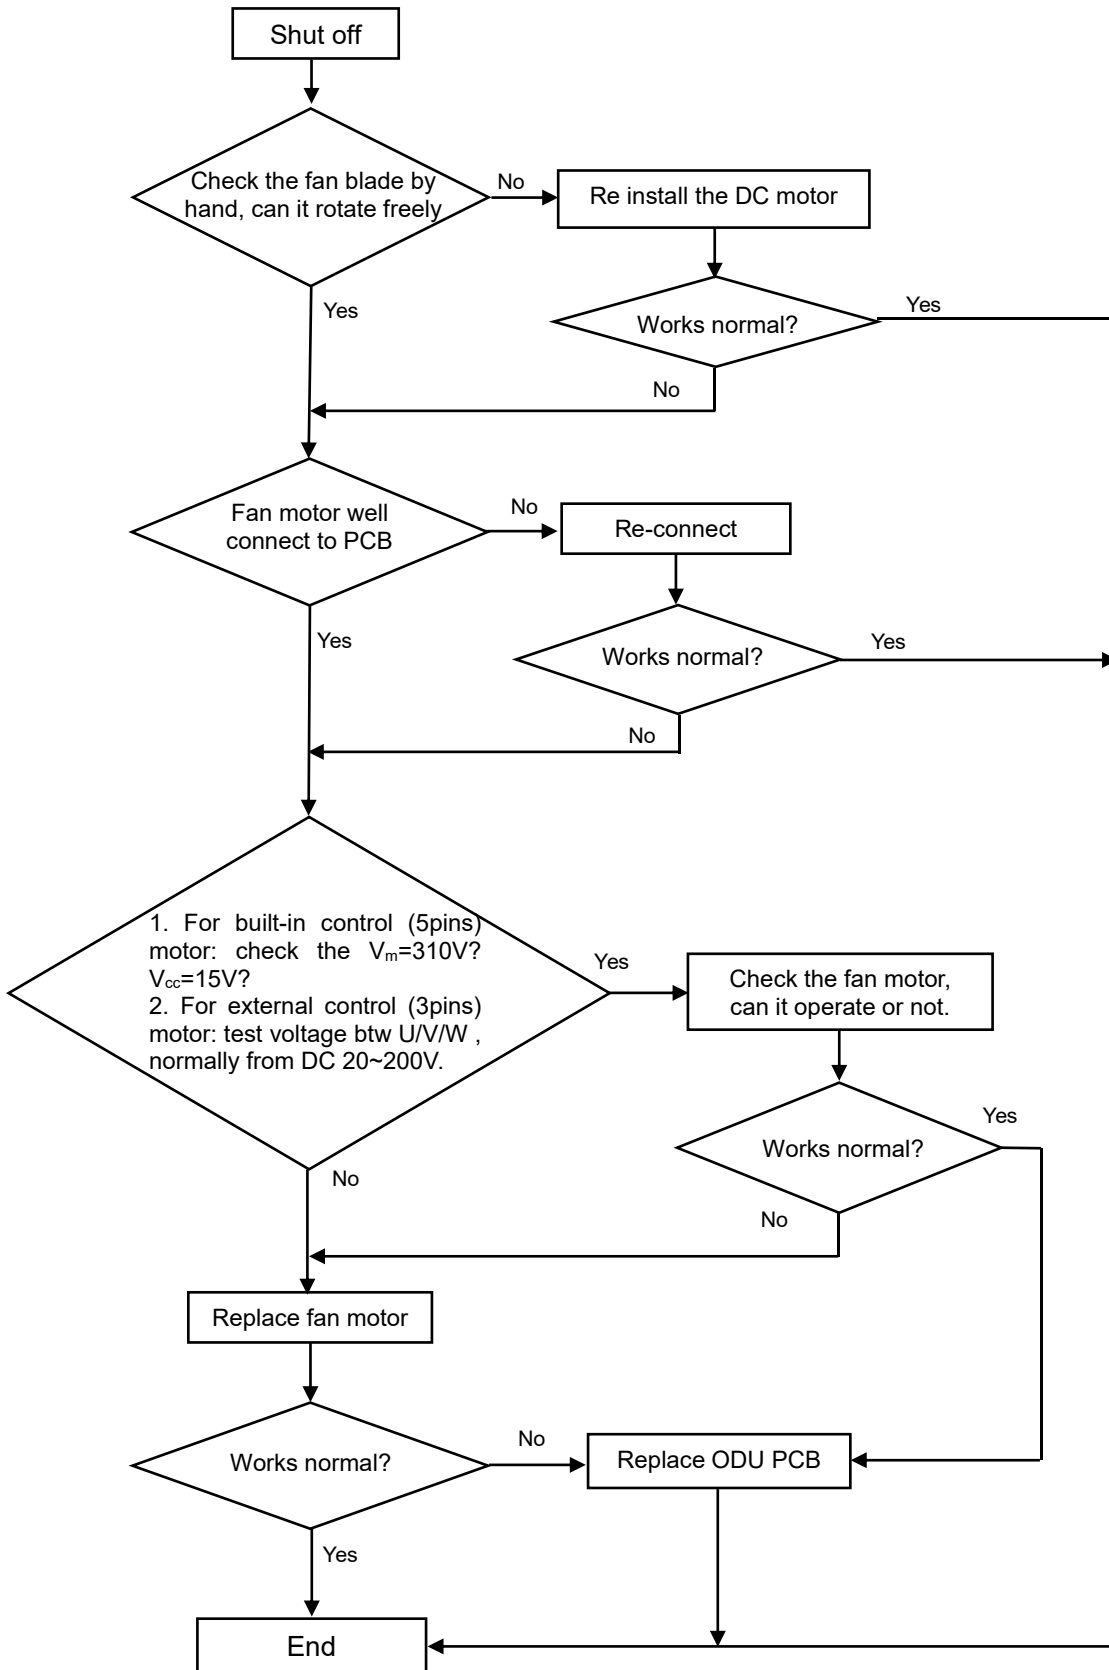 Shut off
Check the fan blade by
hand, can it rotate freely
No
Re install the DC motor
Yes
Works normal?
Yes
No
Fan motor well
connect to PCB
No
Re-connect
Yes
Works normal?
Yes
No
1. For built-in control (5pins)
motor: check the Vm=310V?
Vcc=15V?
2. For external control (3pins)
motor: test voltage btw U/V/W ,
normally from DC 20~200V.
Yes
Check the fan motor,
can it operate or not.
Works normal?
Yes
No
No
Replace fan motor
Works normal?
No
Replace ODU PCB
Yes
End